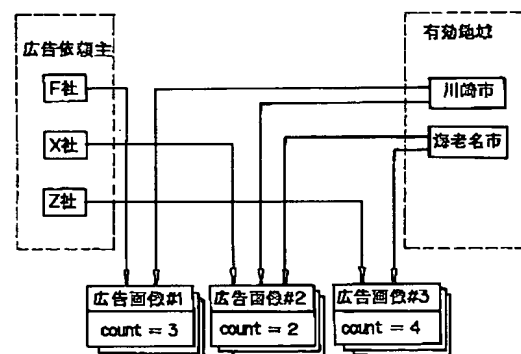 広告依頼主
F社
X社
Z社
有効地域
川崎市
海老名市
広告画像#1
count = 3
広告画像#2
count = 2
広告画像#3
count = 4